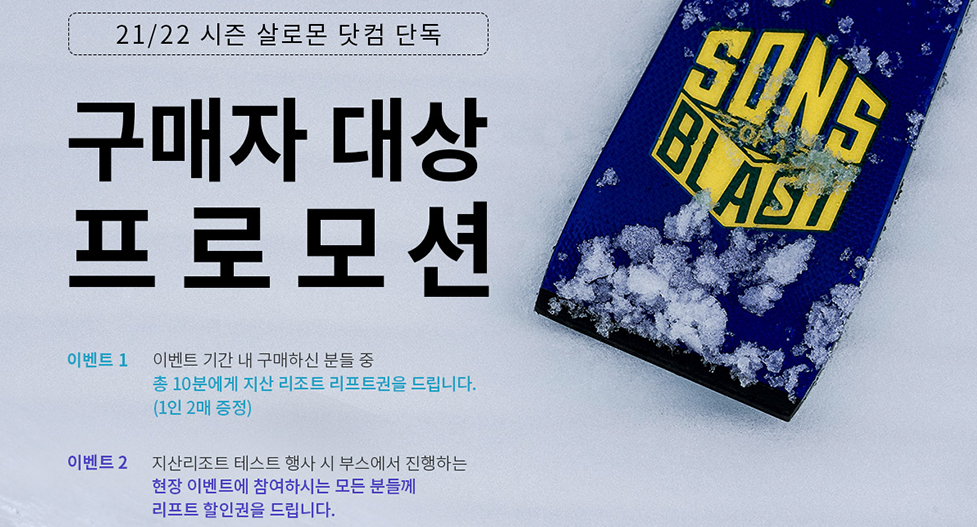 21/22 시즌 살로몬 닷컴 단독
구매자 대상
프로모션
SONS
OF A
BLAST
이벤트 1 이벤트 기간 내 구매하신 분들 중
총 10분에게 지산 리조트 리프트권을 드립니다.
(1인 2매 증정)
이벤트 2 지산리조트 테스트 행사 시 부스에서 진행하는
현장 이벤트에 참여하시는 모든 분들께
리프트 할인권을 드립니다.